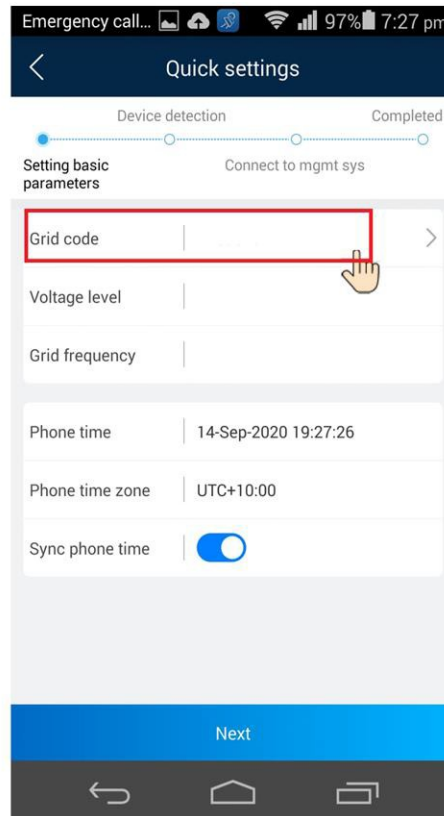 Emergency call... 97% 7:27 pm
Quick settings
Device detection Completed
Setting basic parameters
Connect to mgmt sys
Grid code
Voltage level
Grid frequency
Phone time 14-Sep-2020 19:27:26
Phone time zone UTC+10:00
Sync phone time
Next